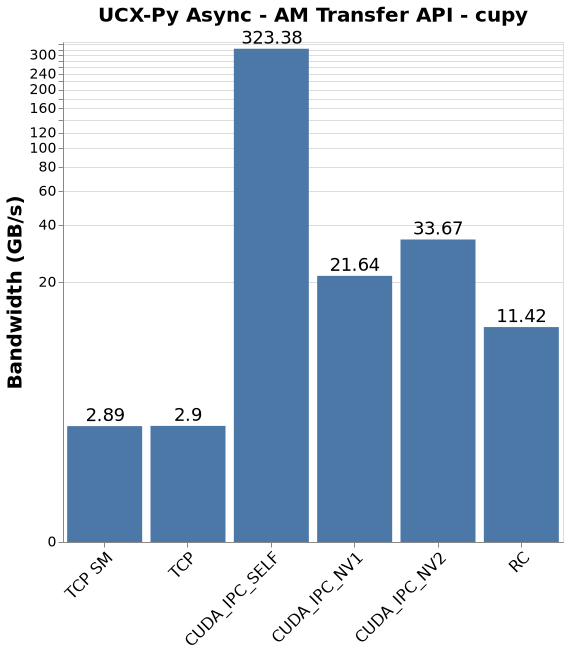 UCX-Py Async - AM Transfer API - cupy
Bandwidth (GB/s)
300
240
200
160
120
100
80
60
40
20
0
323.38
33.67
21.64
11.42
2.89
2.9
TCP SM
TCP
CUDA_IPC_SELF
CUDA_IPC_NV1
CUDA_IPC_NV2
RC